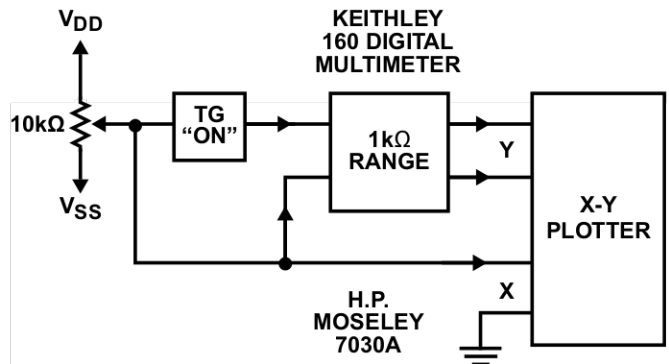 V_DD
KEITHLEY
160 DIGITAL
MULTIMETER
10kΩ
TG
“ON”
1kΩ
RANGE
Y
V_SS
X-Y
PLOTTER
X
H.P.
MOSELEY
7030A